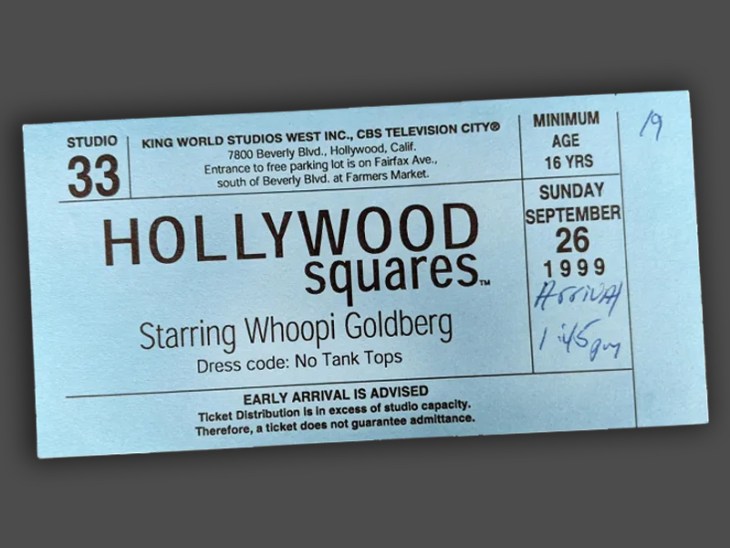 STUDIO
33
KING WORLD STUDIOS WEST INC., CBS TELEVISION CITY®
7800 Beverly Blvd., Hollywood, Calif.
Entrance to free parking lot is on Fairfax Ave.,
south of Beverly Blvd. at Farmers Market.
MINIMUM
AGE
16 YRS
19
HOLLYWOOD
squares™
Starring Whoopi Goldberg
Dress code: No Tank Tops
SUNDAY
SEPTEMBER
26
1999
Arrival
1:45 pm
EARLY ARRIVAL IS ADVISED
Ticket Distribution is in excess of studio capacity.
Therefore, a ticket does not guarantee admittance.